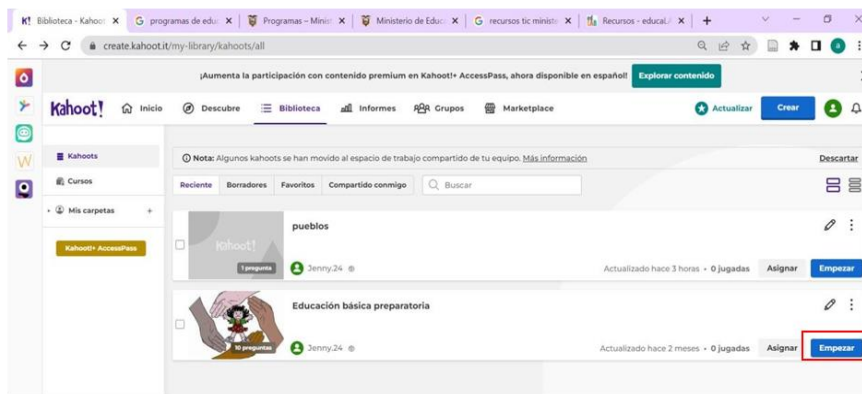 K! Biblioteca - Kahoot
G programas de edu
Programas – Minis
Ministerio de Educ
G recursos tic ministe
Recursos - educaL
create.kahoot.it/my-library/kahoots/all
a
¡Aumenta la participación con contenido premium en Kahoot!+ AccessPass, ahora disponible en español! Explorar contenido
Kahoot! Inicio Descubre Biblioteca Informes Grupos Marketplace Actualizar Crear
Kahoots
Cursos
Mis carpetas +
Kahoot!+ AccessPass
Nota: Algunos kahoots se han movido al espacio de trabajo compartido de tu equipo. Más información Descartar
Reciente Borradores Favoritos Compartido conmigo Buscar
pueblos
Kahoot!
1 pregunta Jenny.24 Actualizado hace 3 horas • 0 jugadas Asignar Empezar
Educación básica preparatoria
10 preguntas Jenny.24 Actualizado hace 2 meses • 0 jugadas Asignar Empezar